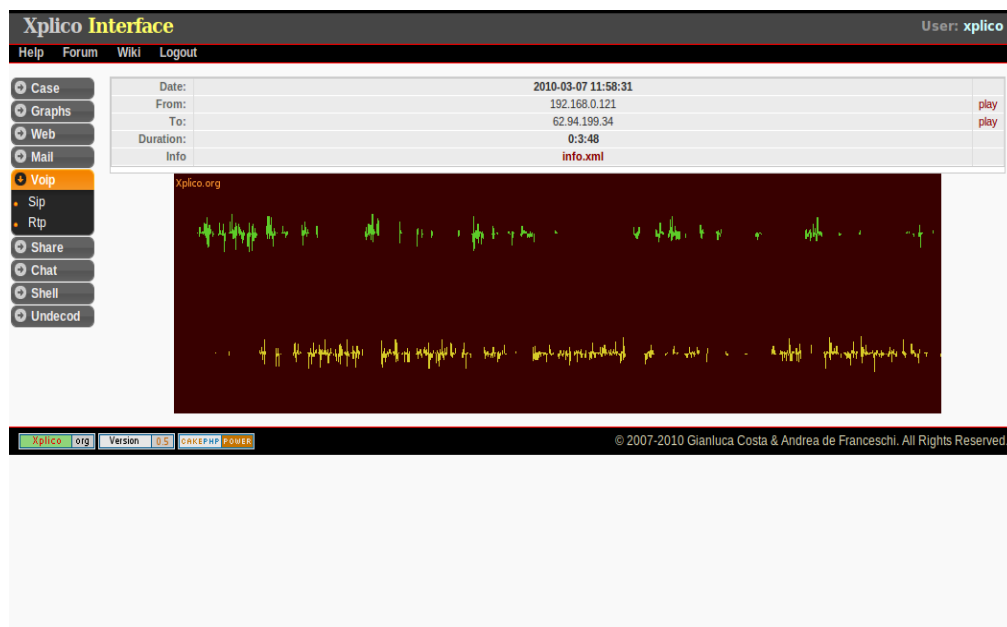 Xplico Interface
User: xplico
Help Forum Wiki Logout
Case
Graphs
Web
Mail
Voip
Sip
Rtp
Share
Chat
Shell
Undecod
Date: 2010-03-07 11:58:31
From: 192.168.0.121 play
To: 62.94.199.34 play
Duration: 0:3:48
Info info.xml
Xplico.org
Xplico org Version 0.5 CAKEPHP POWER
© 2007-2010 Gianluca Costa & Andrea de Franceschi. All Rights Reserved.